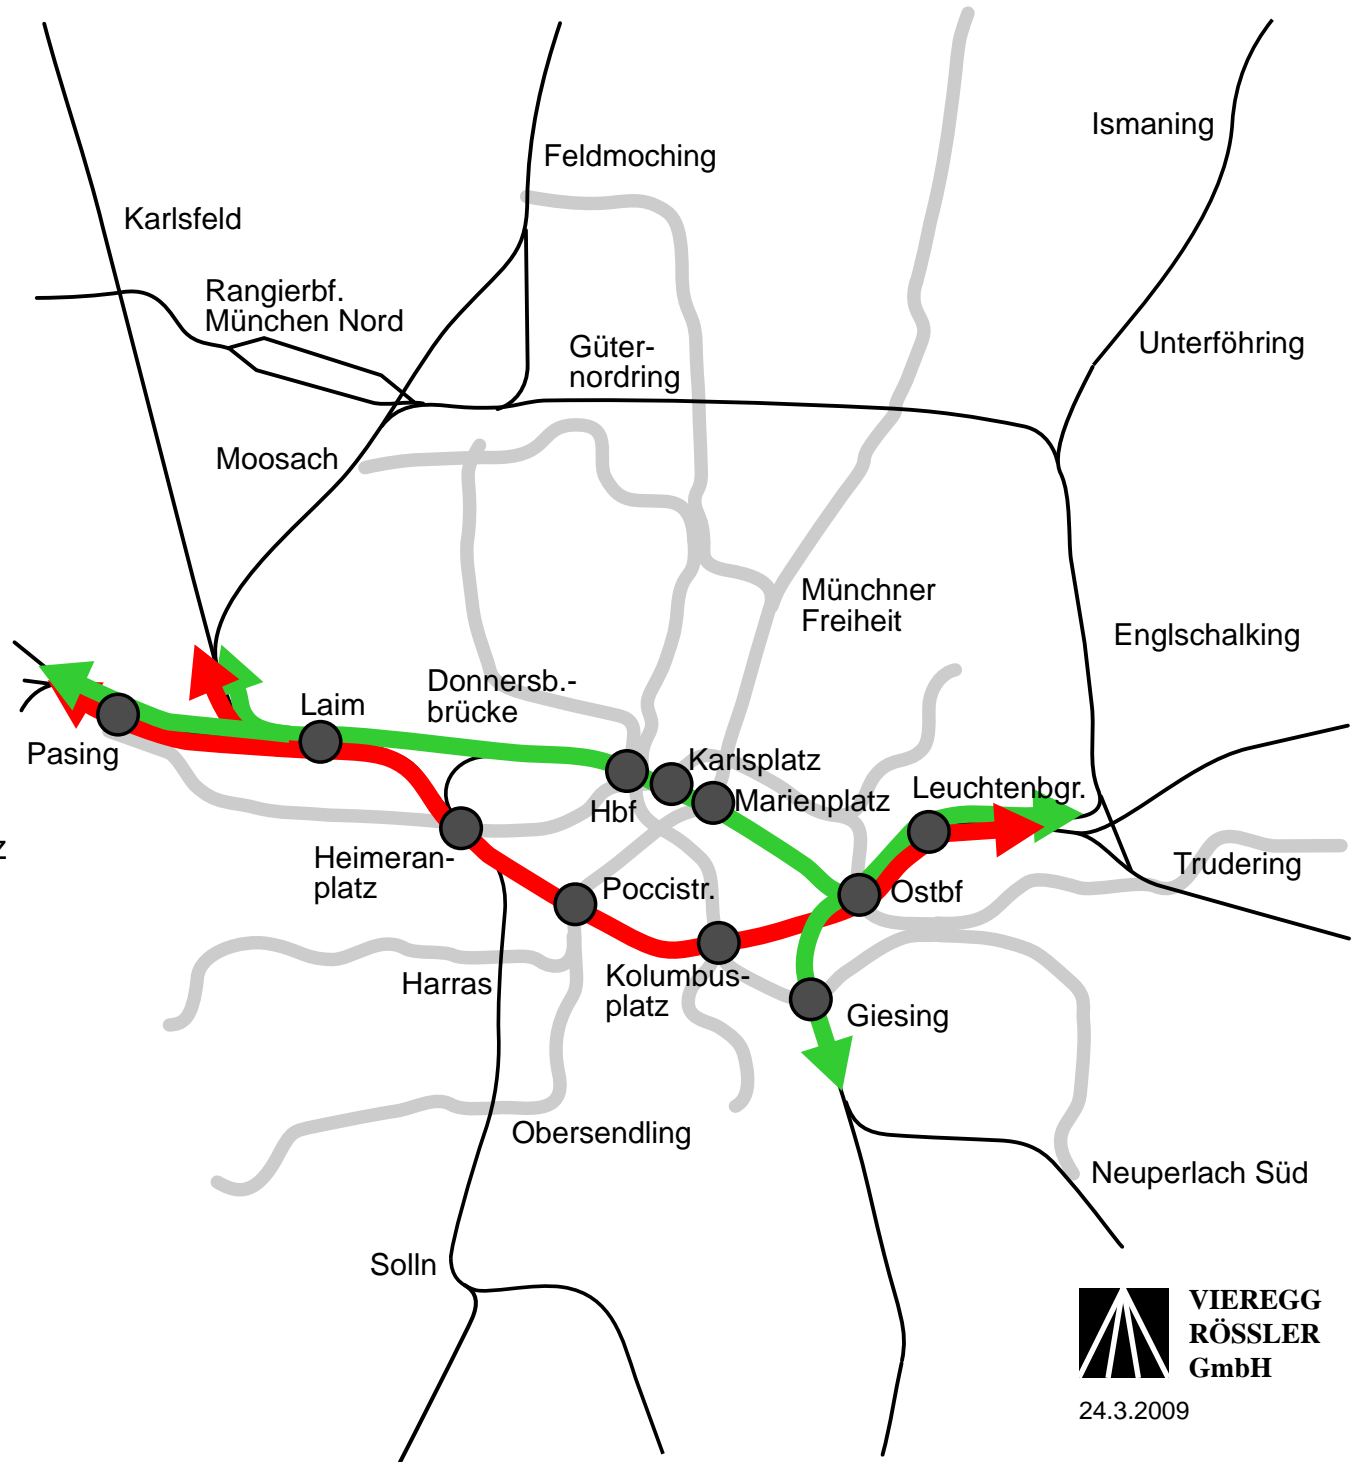 Ismaning
Feldmoching
Karlsfeld
Rangierbf.
München Nord
Güter-
nordring
Unterföhring
Moosach
Münchner
Freiheit
Englschalking
Donnersb.-
brücke
Laim
Pasing
Karlsplatz
Hbf
Marienplatz
Leuchtenbgr.
z
Heimeran-
platz
Poccistr.
Ostbf
Trudering
Harras
Kolumbus-
platz
Giesing
Obersendling
Neuperlach Süd
Solln
VIEREGG
RÖSSLER
GmbH
24.3.2009